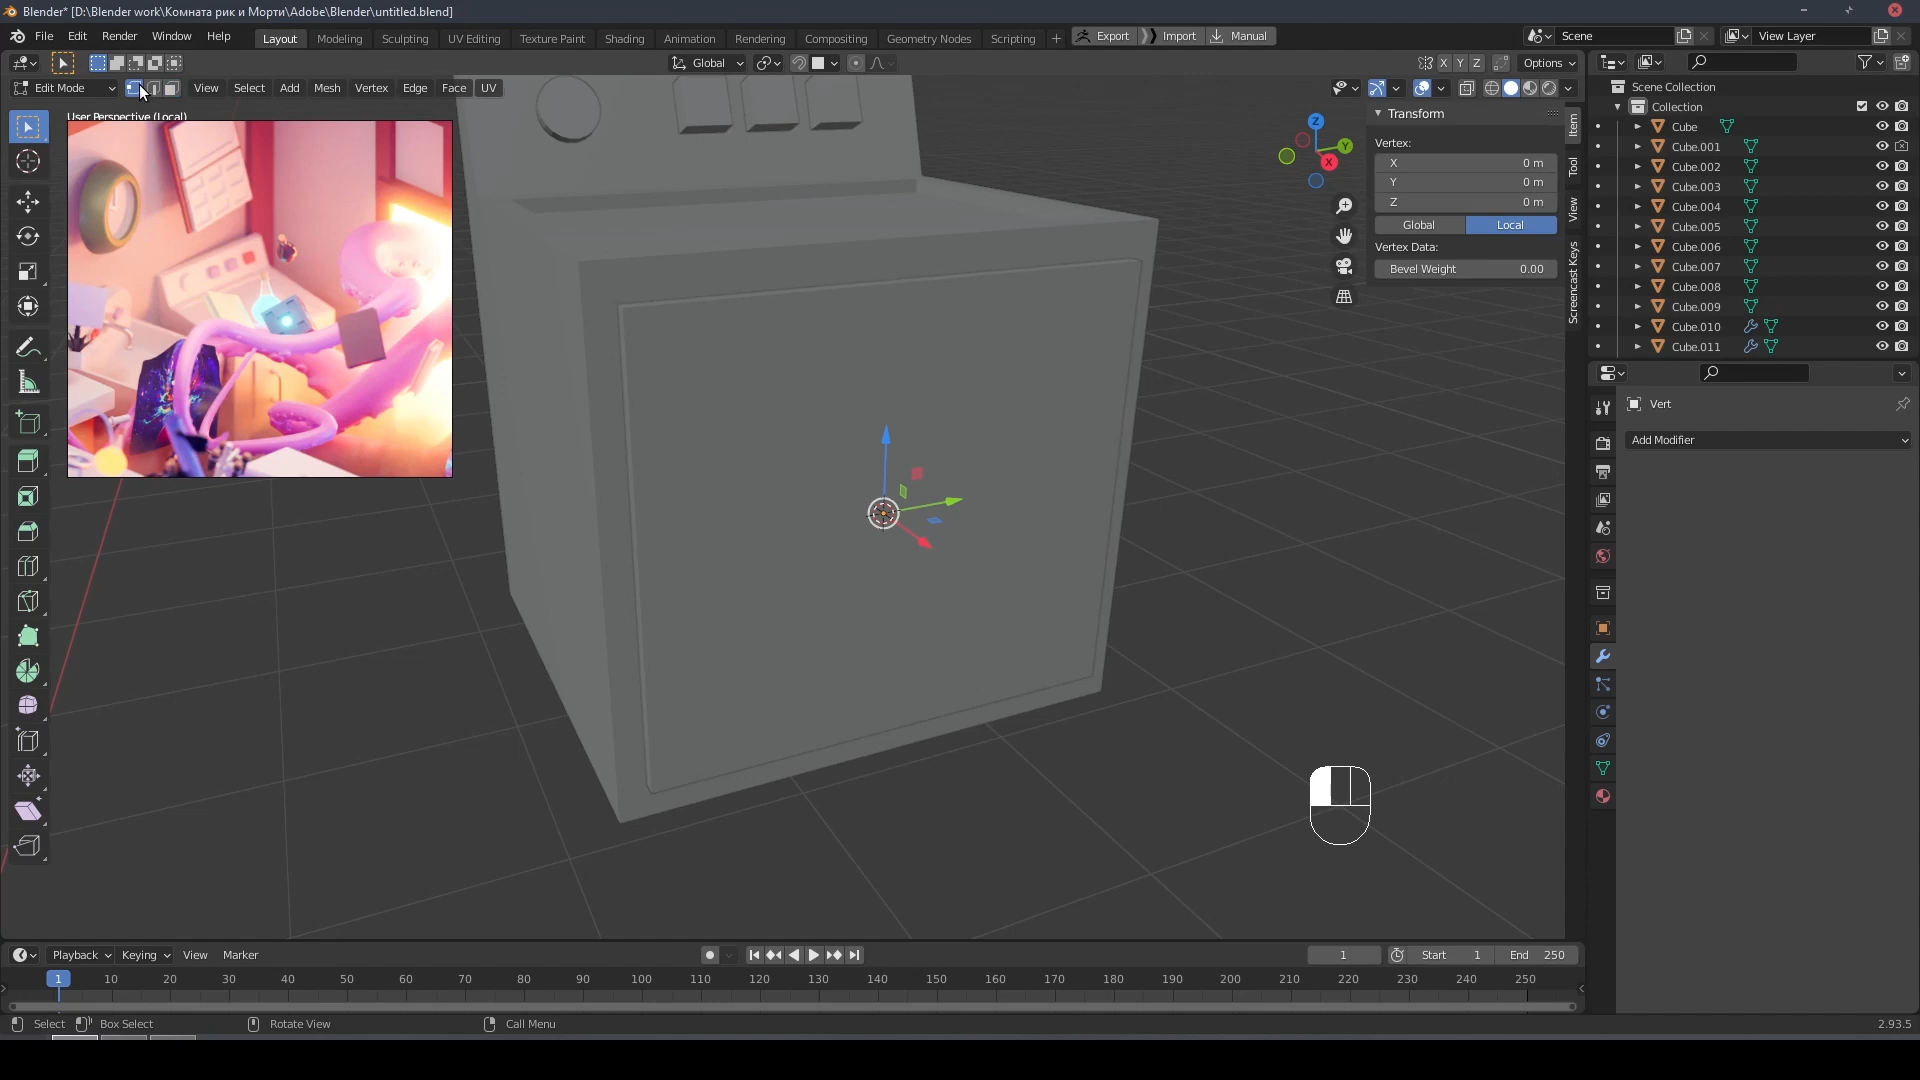 Blender* [D:\Blender work\Комната рик и Морти\Adobe\Blender\untitled.blend]
File Edit Render Window Help Layout Modeling Sculpting UV Editing Texture Paint Shading Animation Rendering Compositing Geometry Nodes Scripting + Export Import Manual Scene View Layer
Global X Y Z Options
Edit Mode View Select Add Mesh Vertex Edge Face UV
User Perspective (Local)
Z
Y
X
Transform
Vertex:
X 0 m
Y 0 m
Z 0 m
Global Local
Vertex Data:
Bevel Weight 0.00
Item
Tool
View
Screencast Keys
Scene Collection
Collection
Cube
Cube.001
Cube.002
Cube.003
Cube.004
Cube.005
Cube.006
Cube.007
Cube.008
Cube.009
Cube.010
Cube.011
Vert
Add Modifier
Playback Keying View Marker 1 Start 1 End 250
1 10 20 30 40 50 60 70 80 90 100 110 120 130 140 150 160 170 180 190 200 210 220 230 240 250
Select Box Select Rotate View Call Menu 2.93.5